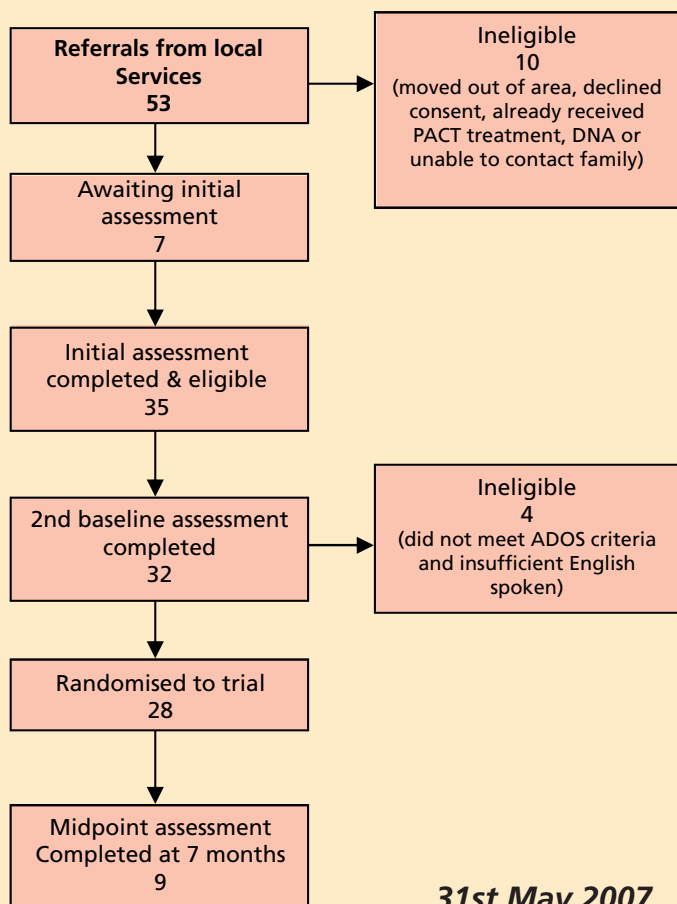 Referrals from local
Services
53
Ineligible
10
(moved out of area, declined
consent, already received
PACT treatment, DNA or
unable to contact family)
Awaiting initial
assessment
7
Initial assessment
completed & eligible
35
2nd baseline assessment
completed
32
Ineligible
4
(did not meet ADOS criteria
and insufficient English
spoken)
Randomised to trial
28
Midpoint assessment
Completed at 7 months
9
31st May 2007